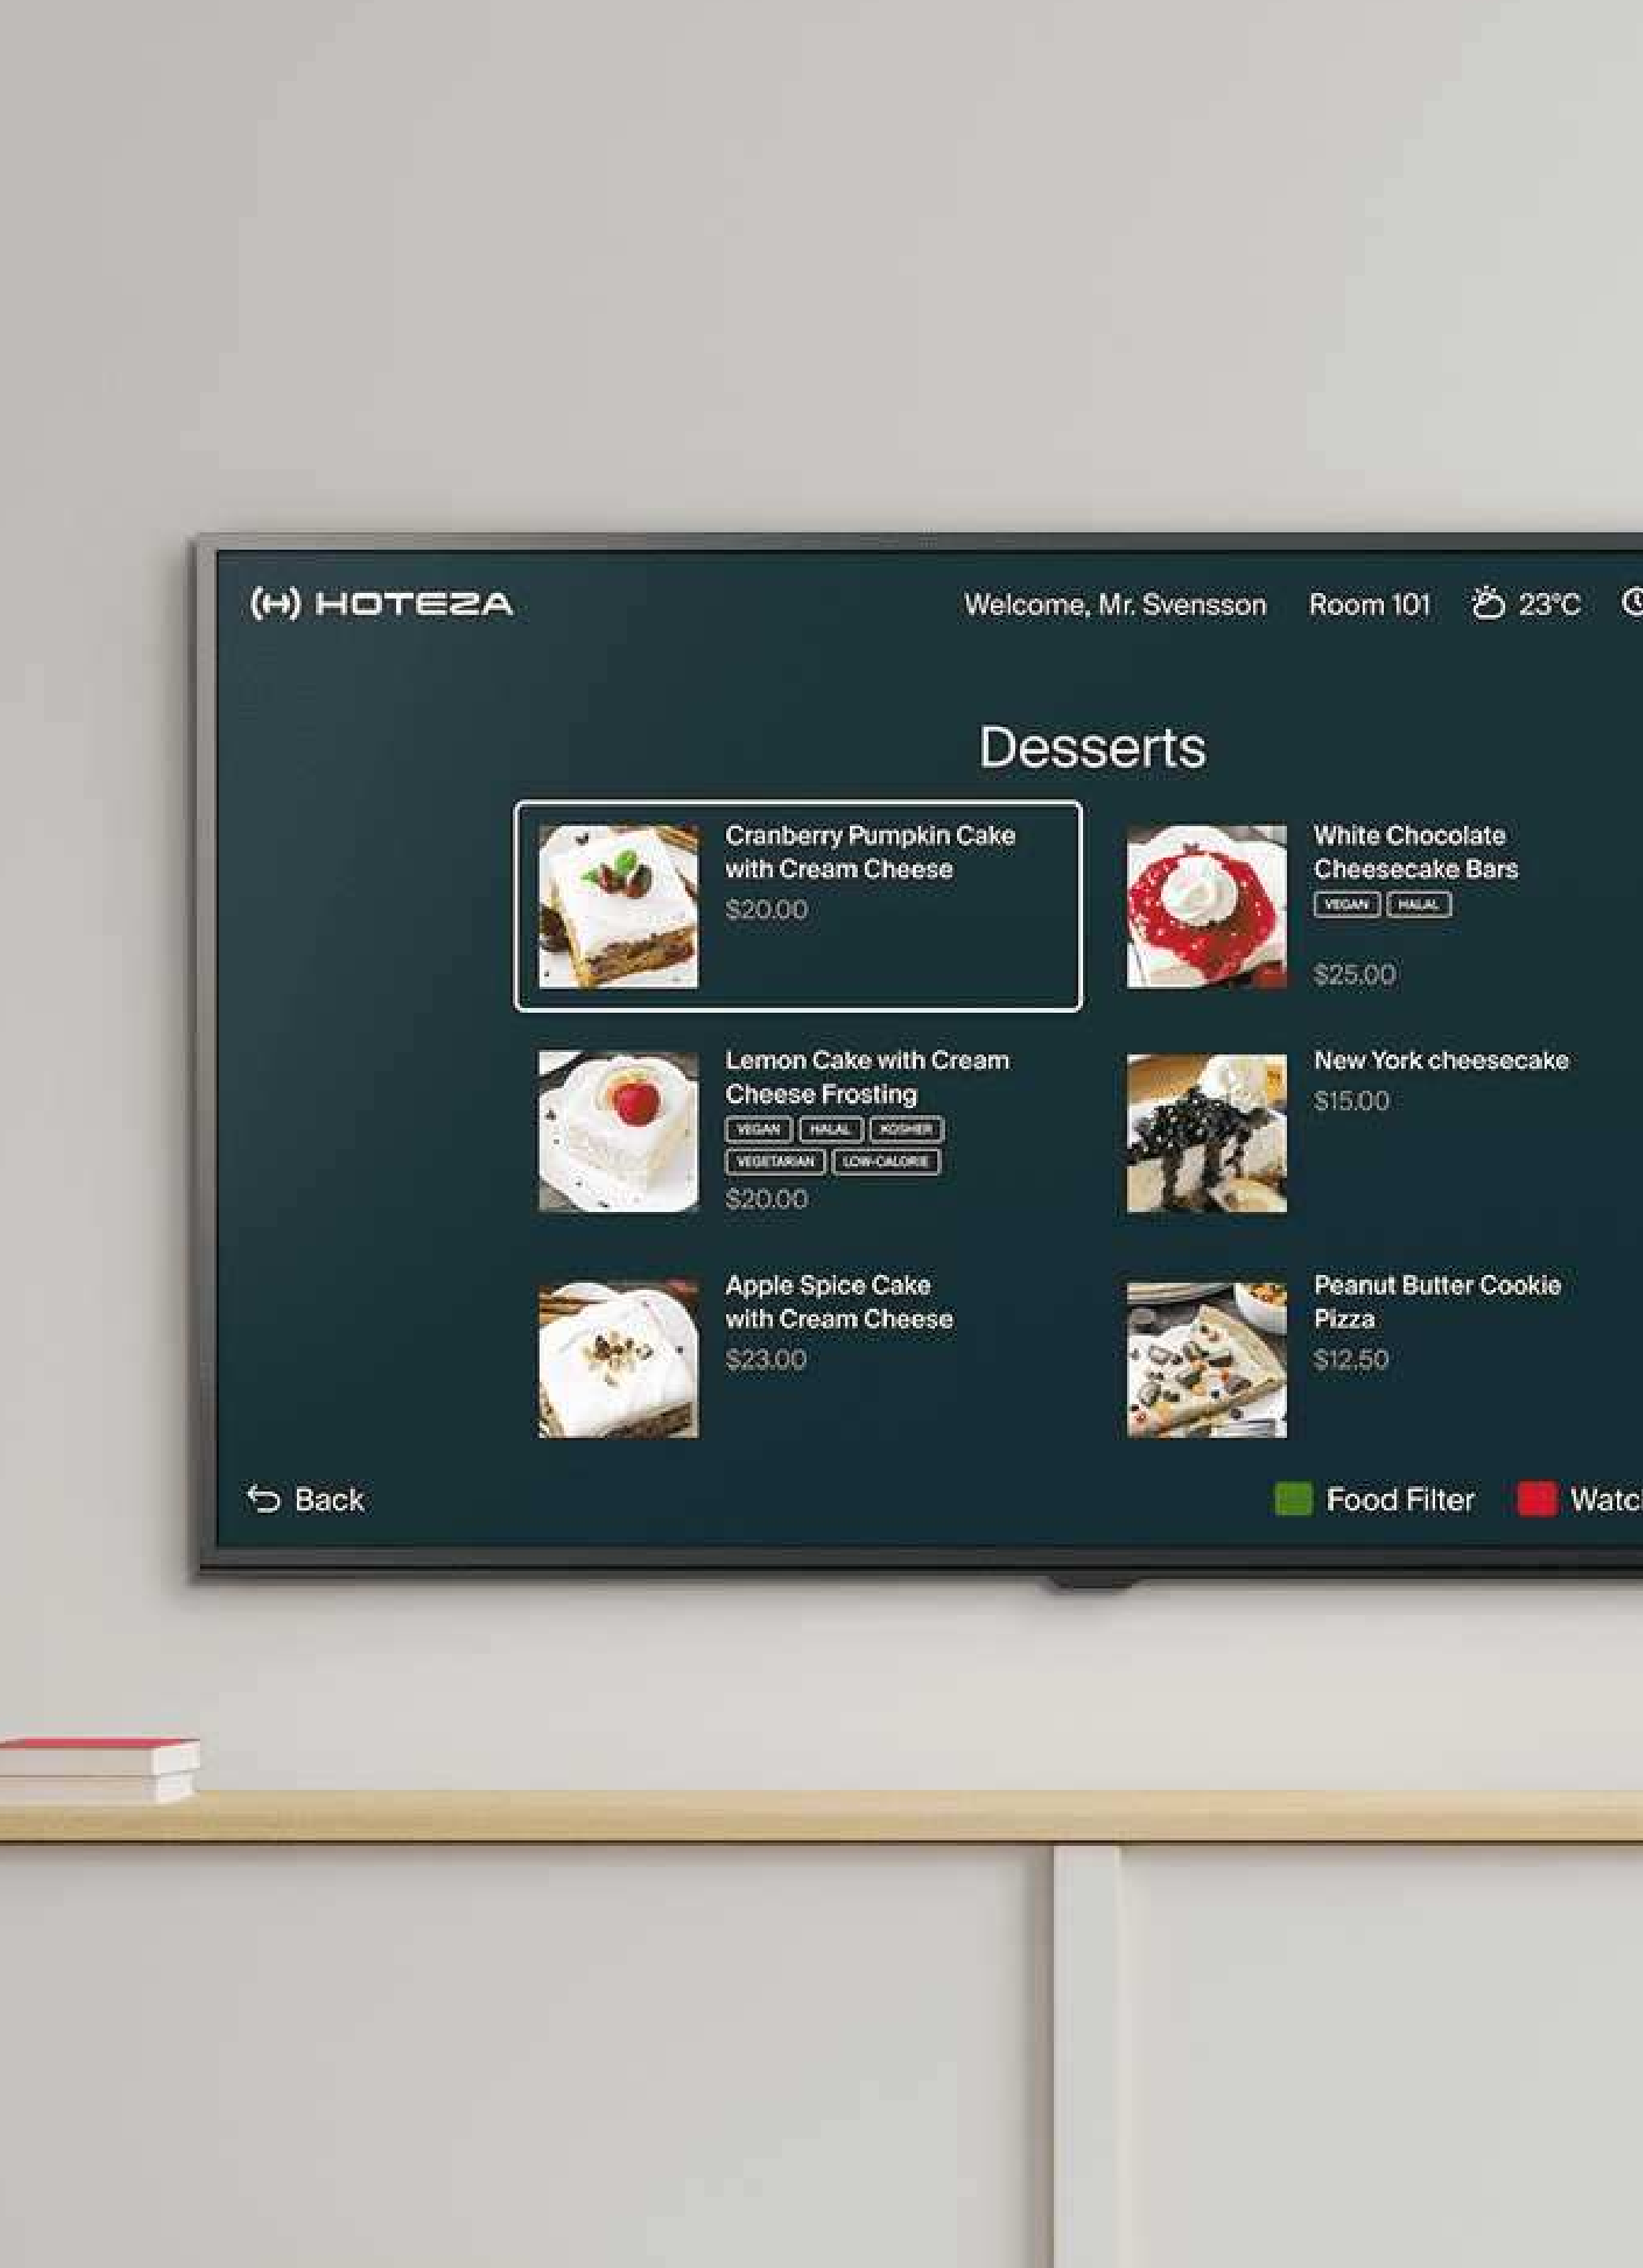 HOTEZA
Welcome, Mr. Svensson Room 101 23°C
Desserts
Cranberry Pumpkin Cake
with Cream Cheese
$20.00
White Chocolate
Cheesecake Bars
VEGAN HALAL
$25.00
Lemon Cake with Cream
Cheese Frosting
VEGAN HALAL KOSHER
VEGETARIAN LOW-CALORIE
$20.00
New York cheesecake
$15.00
Apple Spice Cake
with Cream Cheese
$23.00
Peanut Butter Cookie
Pizza
$12.50
Back Food Filter